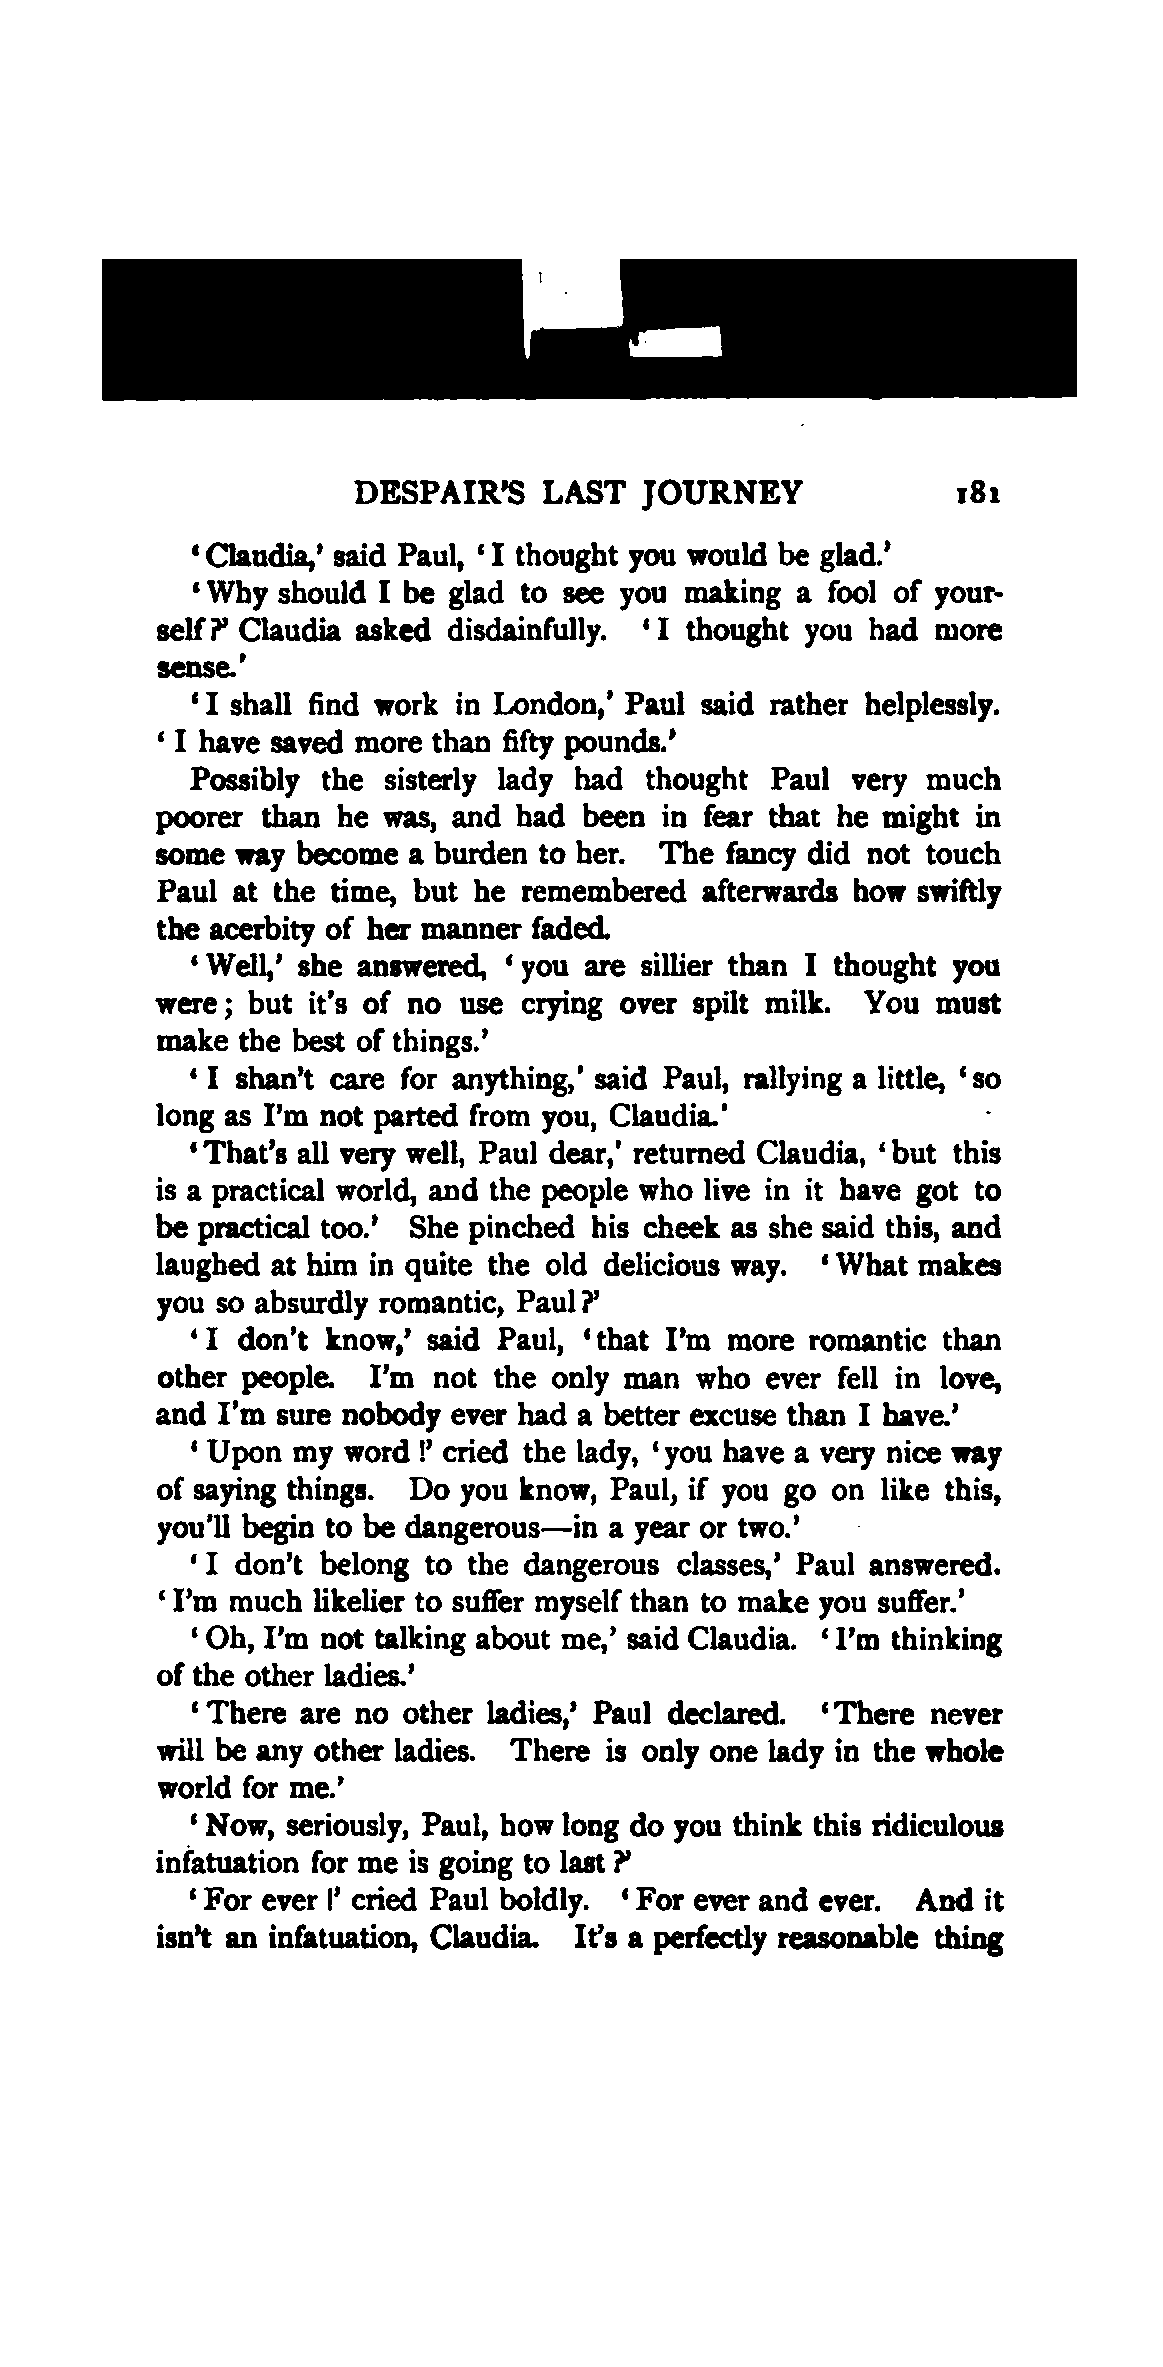 DESPAIR'S LAST JOURNEY 181
‘Claudia,’ said Paul, ‘I thought you would be glad.’
‘Why should I be glad to see you making a fool of your-
self?’ Claudia asked disdainfully. ‘I thought you had more
sense.’
‘I shall find work in London,’ Paul said rather helplessly.
‘I have saved more than fifty pounds.’
Possibly the sisterly lady had thought Paul very much
poorer than he was, and had been in fear that he might in
some way become a burden to her. The fancy did not touch
Paul at the time, but he remembered afterwards how swiftly
the acerbity of her manner faded.
‘Well,’ she answered, ‘you are sillier than I thought you
were; but it's of no use crying over spilt milk. You must
make the best of things.’
‘I shan't care for anything,’ said Paul, rallying a little, ‘so
long as I'm not parted from you, Claudia.’
‘That's all very well, Paul dear,’ returned Claudia, ‘but this
is a practical world, and the people who live in it have got to
be practical too.’ She pinched his cheek as she said this, and
laughed at him in quite the old delicious way. ‘What makes
you so absurdly romantic, Paul?’
‘I don't know,’ said Paul, ‘that I'm more romantic than
other people. I'm not the only man who ever fell in love,
and I'm sure nobody ever had a better excuse than I have.’
‘Upon my word!’ cried the lady, ‘you have a very nice way
of saying things. Do you know, Paul, if you go on like this,
you'll begin to be dangerous—in a year or two.’
‘I don't belong to the dangerous classes,’ Paul answered.
‘I'm much likelier to suffer myself than to make you suffer.’
‘Oh, I'm not talking about me,’ said Claudia. ‘I'm thinking
of the other ladies.’
‘There are no other ladies,’ Paul declared. ‘There never
will be any other ladies. There is only one lady in the whole
world for me.’
‘Now, seriously, Paul, how long do you think this ridiculous
infatuation for me is going to last?’
‘For ever!’ cried Paul boldly. ‘For ever and ever. And it
isn't an infatuation, Claudia. It's a perfectly reasonable thing